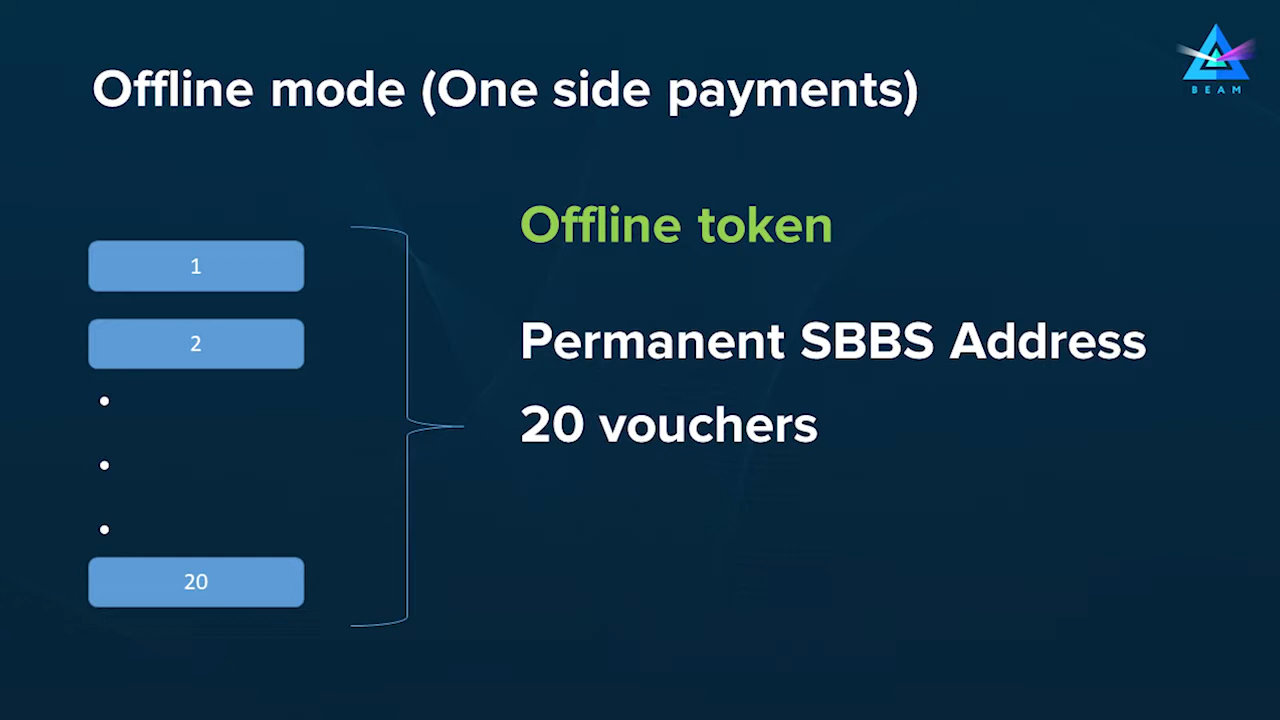 BEAM
Offline mode (One side payments)
Offline token
1
2
Permanent SBBS Address
20 vouchers
•
•
•
20